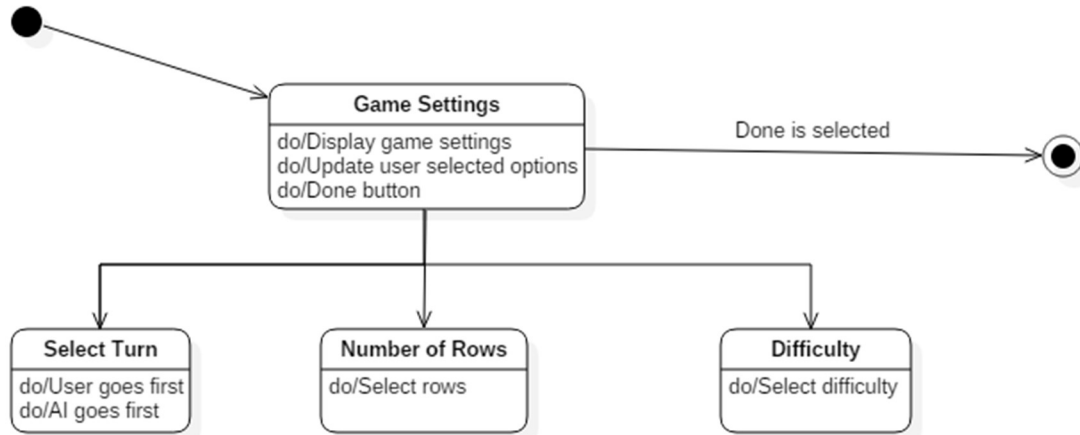 Game Settings
do/Display game settings
do/Update user selected options
do/Done button
Done is selected
Select Turn
do/User goes first
do/AI goes first
Number of Rows
do/Select rows
Difficulty
do/Select difficulty